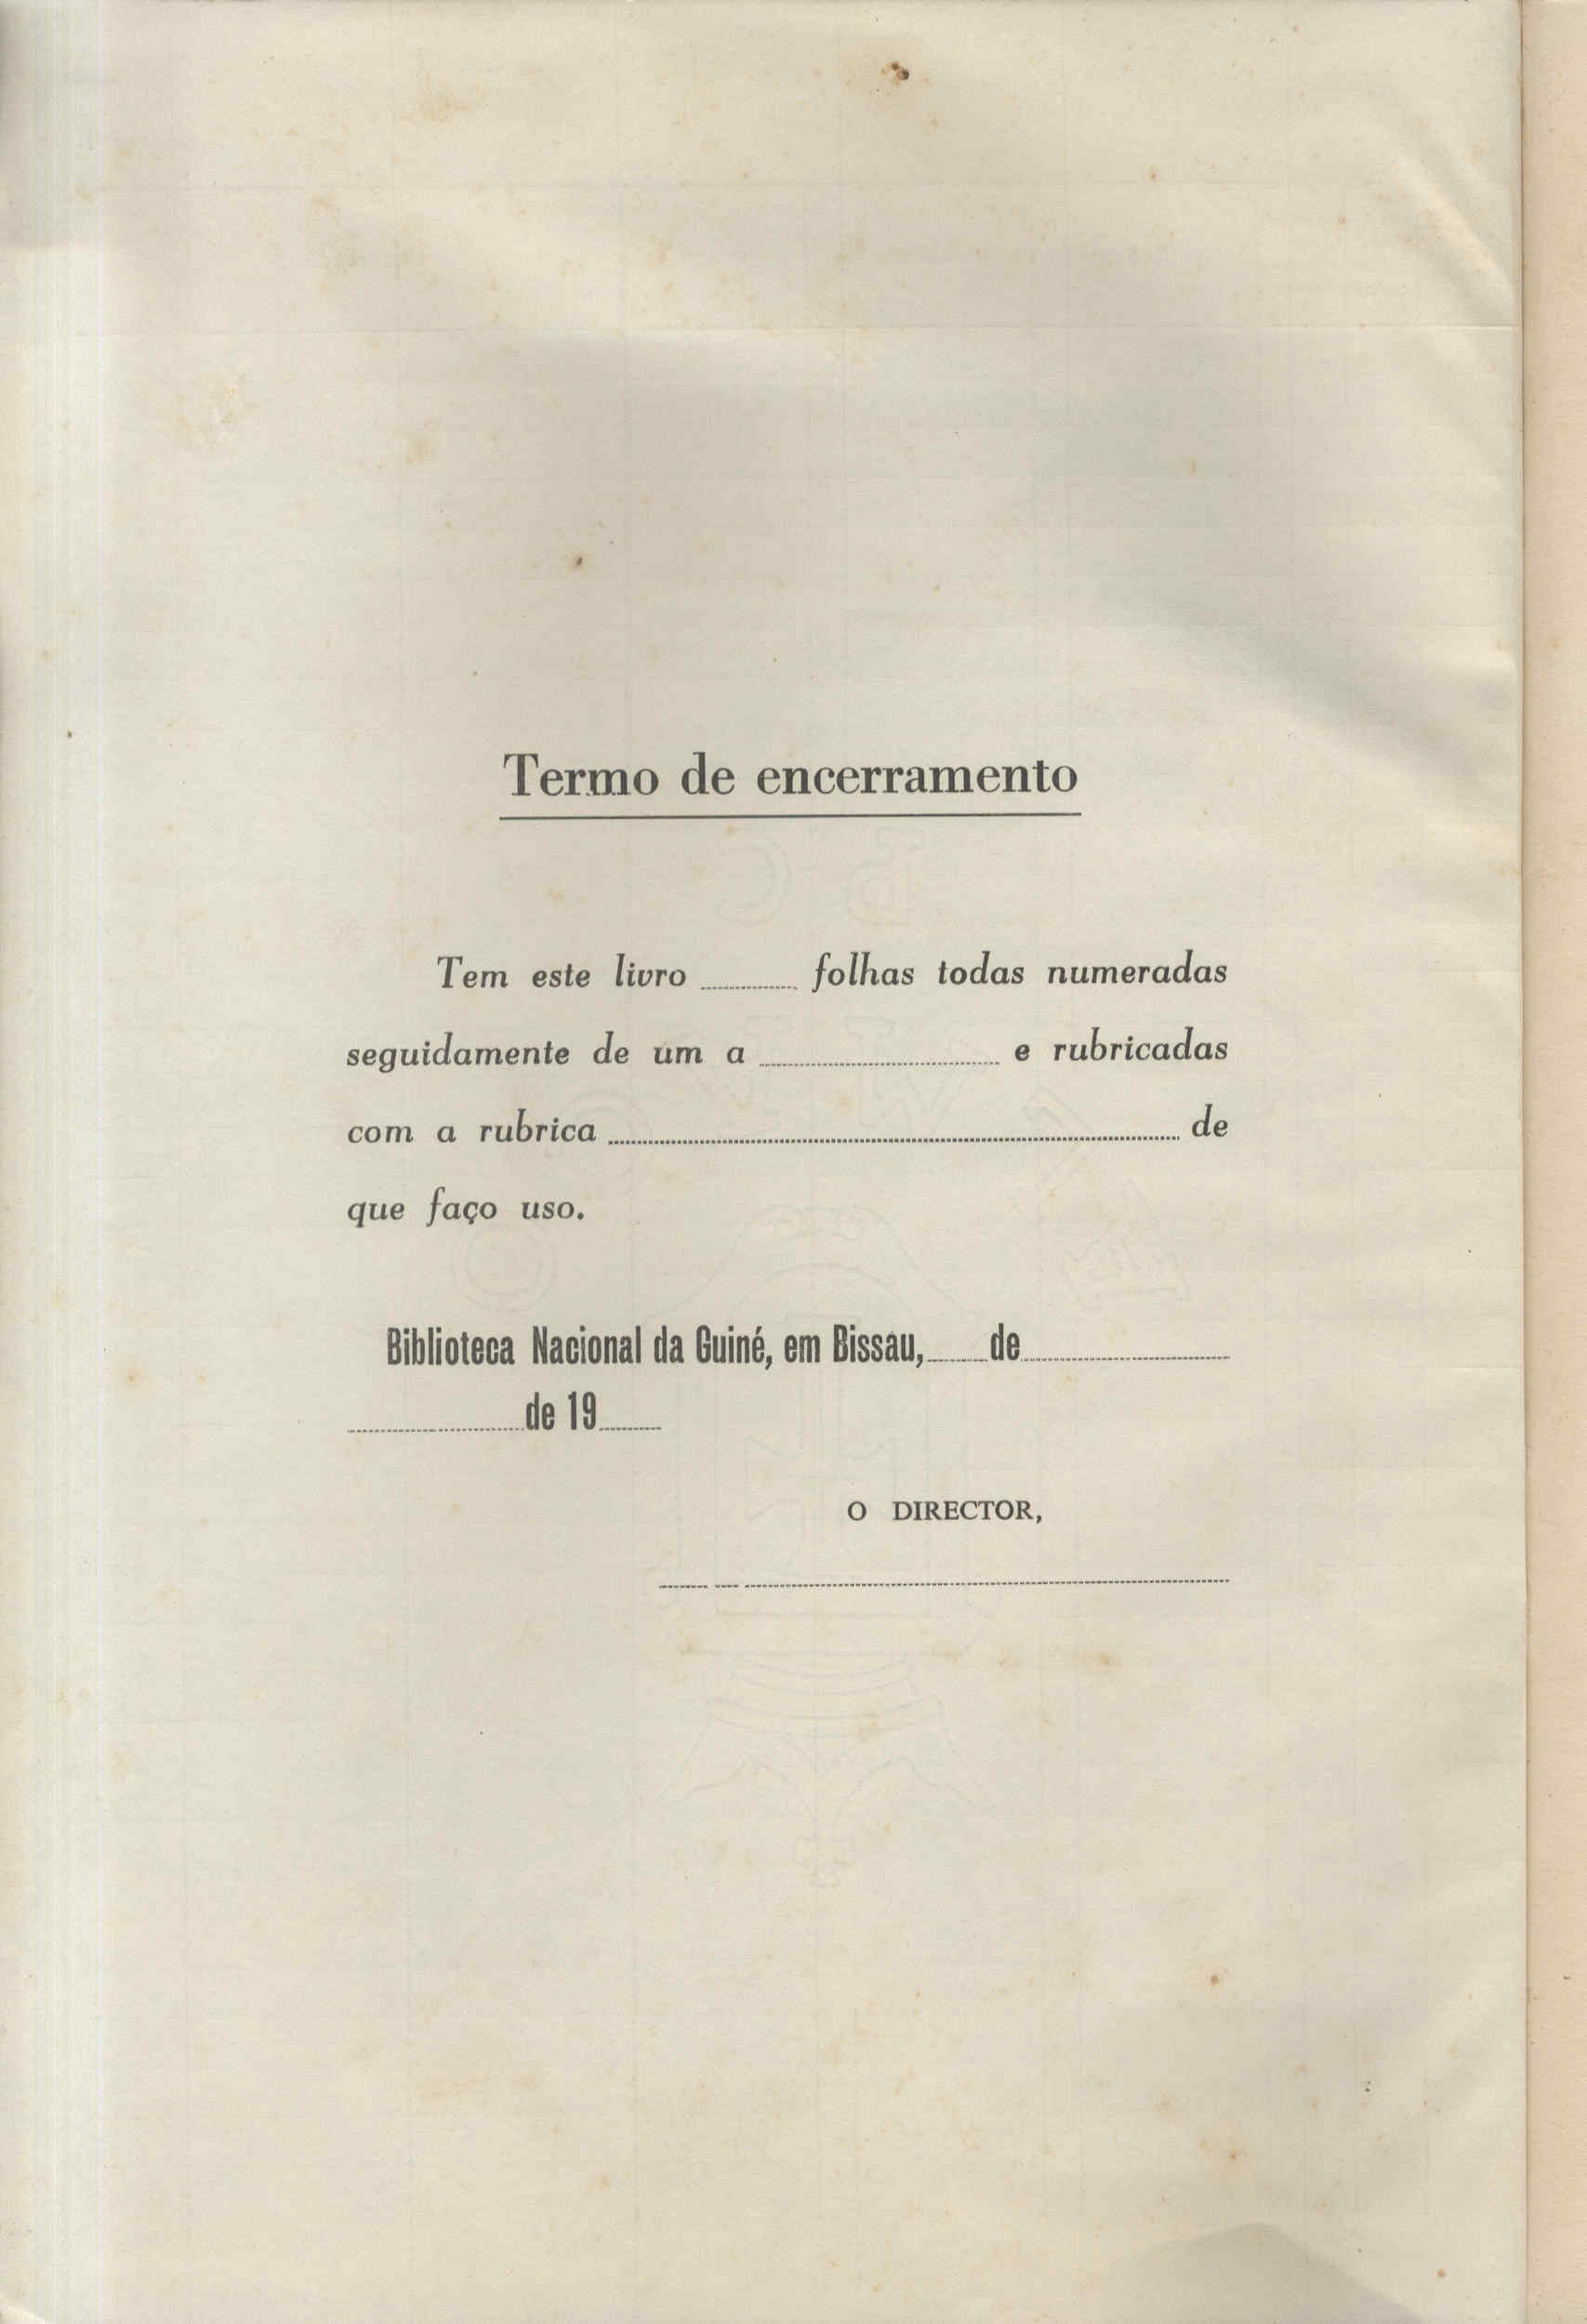 Termo de encerramento
Tem este livro ............ folhas todas numeradas
seguidamente de um a .............................. e rubricadas
com a rubrica ............................................................ de
que faço uso.
Biblioteca Nacional da Guiné, em Bissau,........de..........................
......................de 19........
O DIRECTOR,